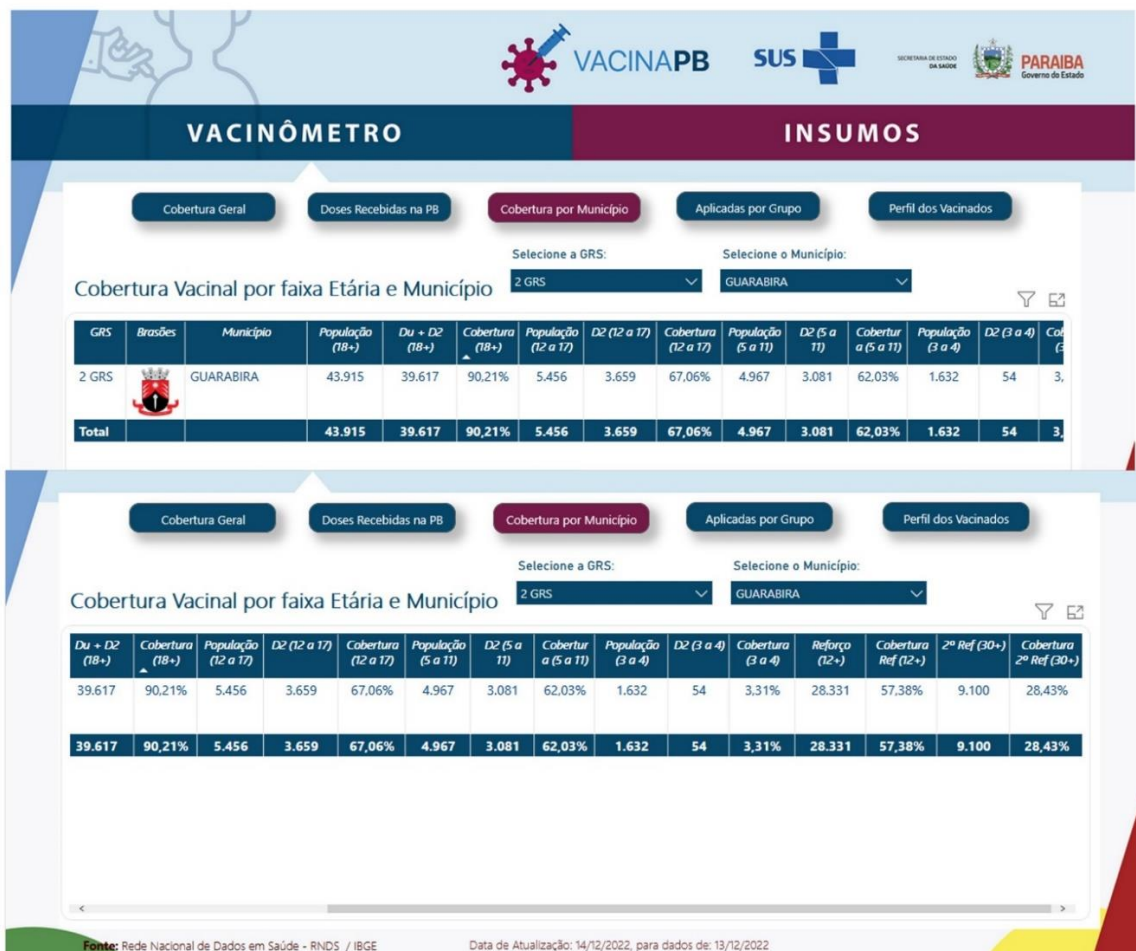 VACINAPB
SUS
SECRETARIA DE ESTADO
DA SAÚDE
PARAIBA
Governo do Estado
VACINÔMETRO INSUMOS
Cobertura Geral Doses Recebidas na PB Cobertura por Município Aplicadas por Grupo Perfil dos Vacinados
Selecione a GRS: Selecione o Município:
2 GRS GUARABIRA
Cobertura Vacinal por faixa Etária e Município
GRS Brasões Município População (18+) Du + D2 (18+) Cobertura (18+) População (12 a 17) D2 (12 a 17) Cobertura (12 a 17) População (5 a 11) D2 (5 a 11) Cobertur a (5 a 11) População (3 a 4) D2 (3 a 4) Col (3
2 GRS GUARABIRA 43.915 39.617 90,21% 5.456 3.659 67,06% 4.967 3.081 62,03% 1.632 54 3,
Total 43.915 39.617 90,21% 5.456 3.659 67,06% 4.967 3.081 62,03% 1.632 54 3,
Cobertura Geral Doses Recebidas na PB Cobertura por Município Aplicadas por Grupo Perfil dos Vacinados
Selecione a GRS: Selecione o Município:
2 GRS GUARABIRA
Cobertura Vacinal por faixa Etária e Município
Du + D2 (18+) Cobertura (18+) População (12 a 17) D2 (12 a 17) Cobertura (12 a 17) População (5 a 11) D2 (5 a 11) Cobertur a (5 a 11) População (3 a 4) D2 (3 a 4) Cobertura (3 a 4) Reforço (12+) Cobertura Ref (12+) 2º Ref (30+) Cobertura 2º Ref (30+)
39.617 90,21% 5.456 3.659 67,06% 4.967 3.081 62,03% 1.632 54 3,31% 28.331 57,38% 9.100 28,43%
39.617 90,21% 5.456 3.659 67,06% 4.967 3.081 62,03% 1.632 54 3,31% 28.331 57,38% 9.100 28,43%
Fonte: Rede Nacional de Dados em Saúde - RNDS / IBGE Data de Atualização: 14/12/2022, para dados de: 13/12/2022